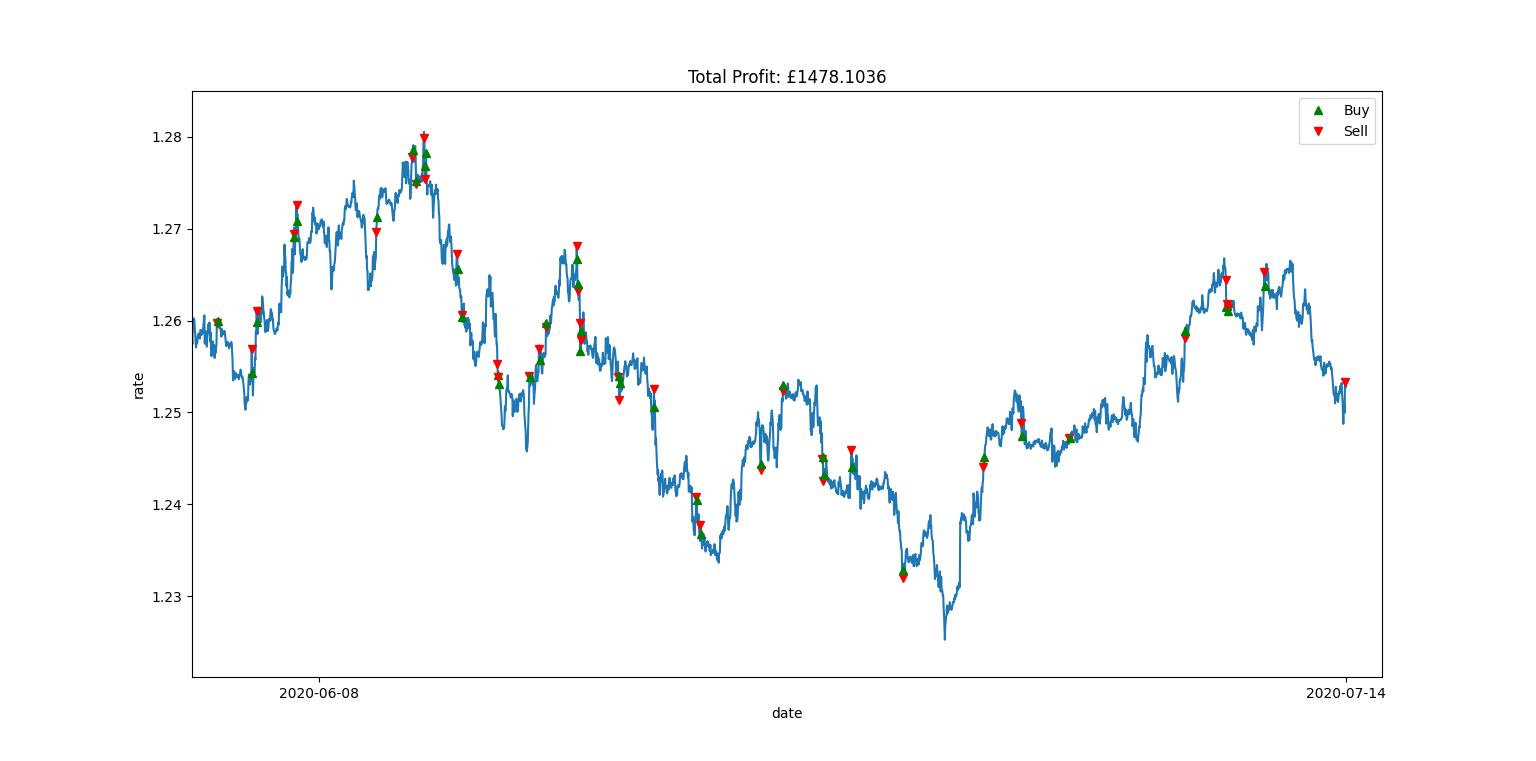 Total Profit: £1478.1036
Buy
Sell
1.28
1.27
1.26
1.25
1.24
1.23
rate
2020-06-08
2020-07-14
date